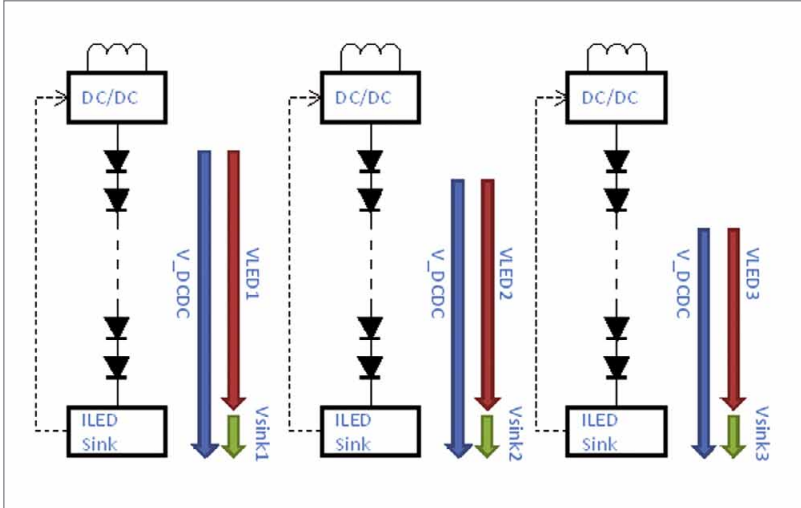 DC/DC
DC/DC
DC/DC
V_DCDC
VLED1
V_DCDC
VLED2
V_DCDC
VLED3
ILED
Sink
Vsink1
ILED
Sink
Vsink2
ILED
Sink
Vsink3